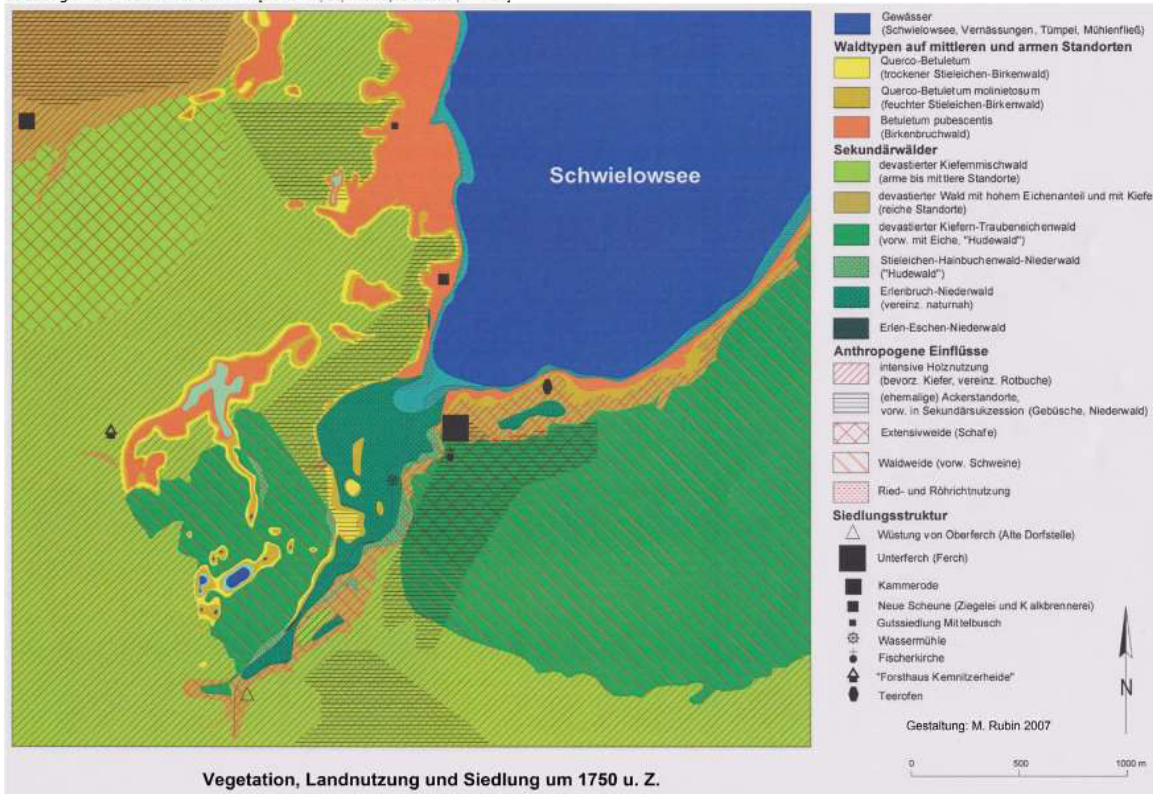 Gewässer
(Schwielowsee, Vernässungen, Tümpel, Mühlenfließ)
Waldtypen auf mittleren und armen Standorten
Querco-Betuletum
(trockener Stieleichen-Birkenwald)
Querco-Betuletum molinietosum
(feuchter Stieleichen-Birkenwald)
Betuletum pubescentis
(Birkenbruchwald)
Sekundärwälder
devastierter Kiefernmischwald
(arme bis mittlere Standorte)
devastierter Wald mit hohem Eichenanteil und mit Kiefe
(reiche Standorte)
devastierter Kiefern-Traubeneichenwald
(vorw. mit Eiche, "Hudewald")
Stieleichen-Hainbuchenwald-Niederwald
("Hudewald")
Erlenbruch-Niederwald
(vereinz. naturnah)
Erlen-Eschen-Niederwald
Anthropogene Einflüsse
intensive Holznutzung
(bevorz. Kiefer, vereinz. Rotbuche)
(ehemalige) Ackerstandorte,
vorw. in Sekundärsukzession (Gebüsche, Niederwald)
Extensivweide (Schafe)
Waldweide (vorw. Schweine)
Ried- und Röhrichtnutzung
Siedlungsstruktur
Wüstung von Oberferch (Alte Dorfstelle)
Unterferch (Ferch)
Kammerode
Neue Scheune (Ziegelei und Kalkbrennerei)
Gutssiedlung Mittelbusch
Wassermühle
Fischerkirche
"Forsthaus Kemnitzerheide"
Teerofen
N
Gestaltung: M. Rubin 2007
0 500 1000 m
Schwielowsee
Vegetation, Landnutzung und Siedlung um 1750 u. Z.